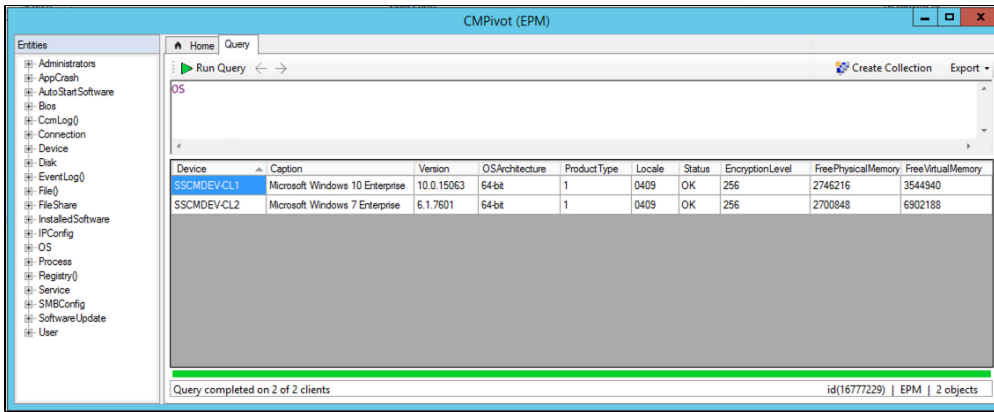 CMPivot (EPM)
Entities
Administrators
AppCrash
AutoStartSoftware
Bios
CcmLog()
Connection
Device
Disk
EventLog()
File()
FileShare
InstalledSoftware
IPConfig
OS
Process
Registry()
Service
SMBConfig
SoftwareUpdate
User
Home Query
Run Query Create Collection Export
OS
Device Caption Version OSArchitecture ProductType Locale Status EncryptionLevel FreePhysicalMemory FreeVirtualMemory
SSCMDEV-CL1 Microsoft Windows 10 Enterprise 10.0.15063 64-bit 1 0409 OK 256 2746216 3544940
SSCMDEV-CL2 Microsoft Windows 7 Enterprise 6.1.7601 64-bit 1 0409 OK 256 2700848 6902188
Query completed on 2 of 2 clients id(16777229) | EPM | 2 objects